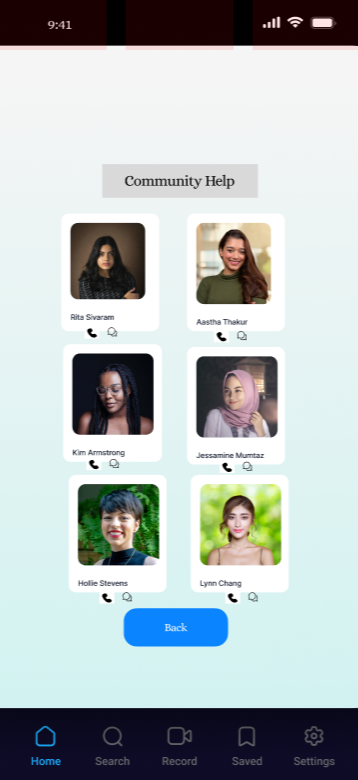 9:41
Community Help
Rita Sivaram
Aastha Thakur
Kim Armstrong
Jessamine Mumtaz
Hollie Stevens
Lynn Chang
Back
Home
Search
Record
Saved
Settings